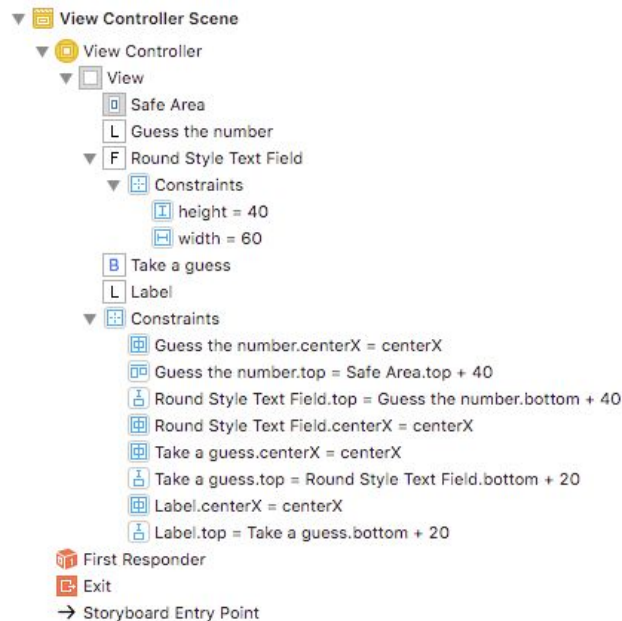 View Controller Scene
View Controller
View
Safe Area
L Guess the number
F Round Style Text Field
Constraints
height = 40
width = 60
B Take a guess
L Label
Constraints
Guess the number.centerX = centerX
Guess the number.top = Safe Area.top + 40
Round Style Text Field.top = Guess the number.bottom + 40
Round Style Text Field.centerX = centerX
Take a guess.centerX = centerX
Take a guess.top = Round Style Text Field.bottom + 20
Label.centerX = centerX
Label.top = Take a guess.bottom + 20
First Responder
Exit
Storyboard Entry Point